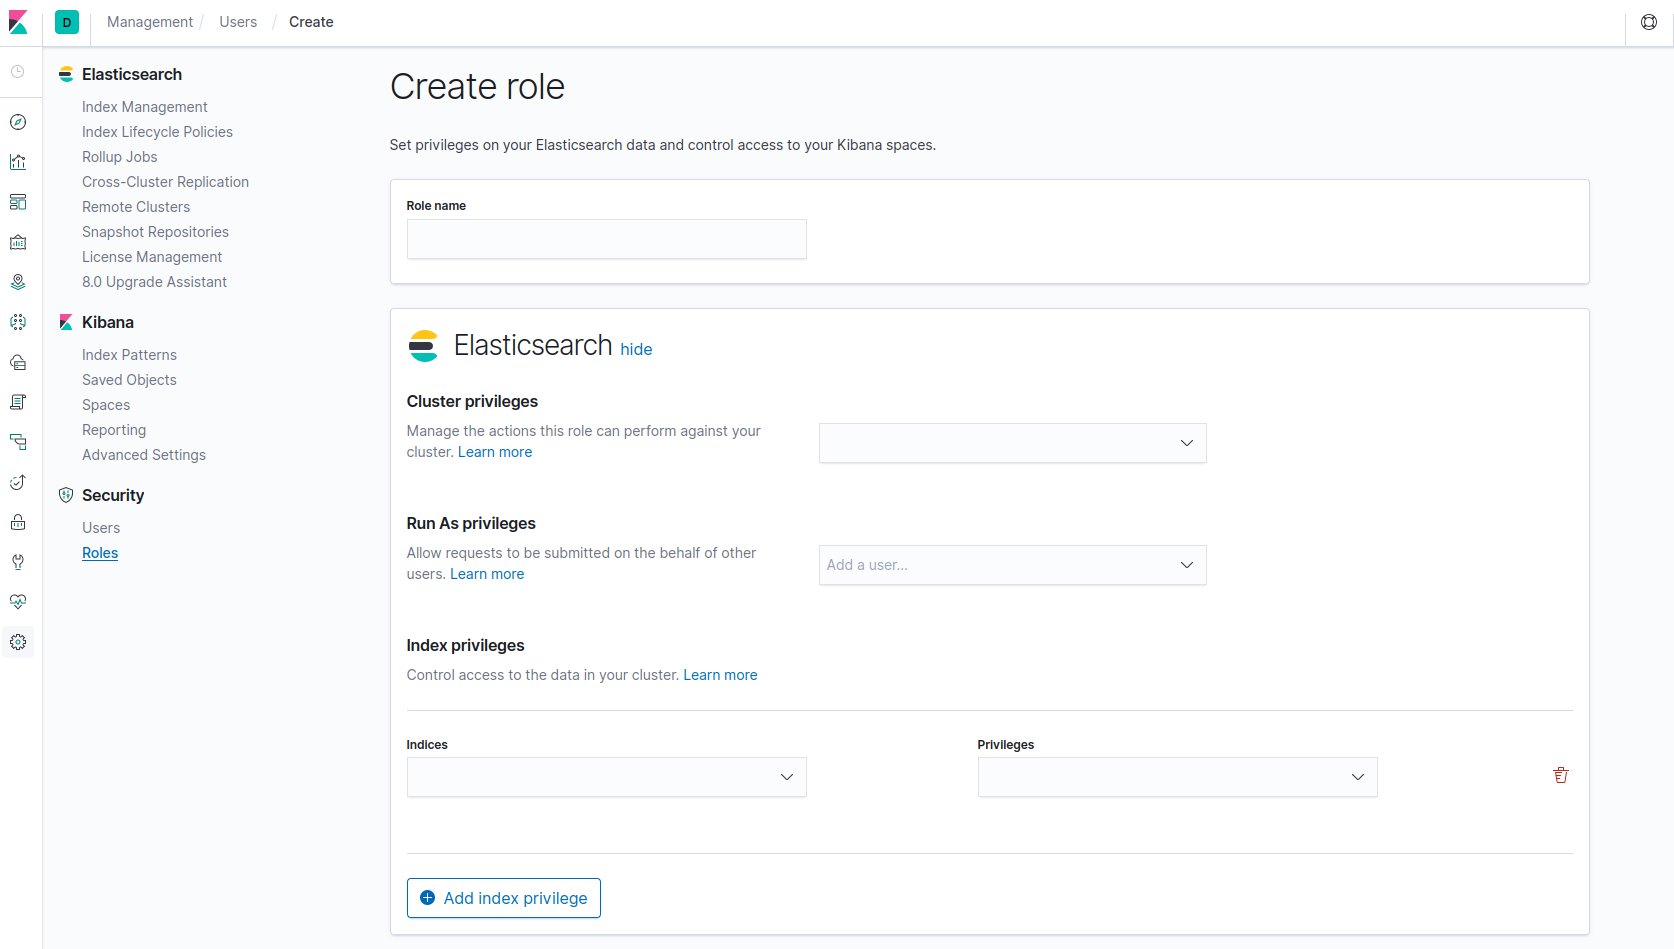 D
Management / Users / Create
Elasticsearch
Index Management
Index Lifecycle Policies
Rollup Jobs
Cross-Cluster Replication
Remote Clusters
Snapshot Repositories
License Management
8.0 Upgrade Assistant
Kibana
Index Patterns
Saved Objects
Spaces
Reporting
Advanced Settings
Security
Users
Roles
Create role
Set privileges on your Elasticsearch data and control access to your Kibana spaces.
Role name
Elasticsearch hide
Cluster privileges
Manage the actions this role can perform against your
cluster. Learn more
Run As privileges
Allow requests to be submitted on the behalf of other
users. Learn more
Add a user...
Index privileges
Control access to the data in your cluster. Learn more
Indices
Privileges
Add index privilege